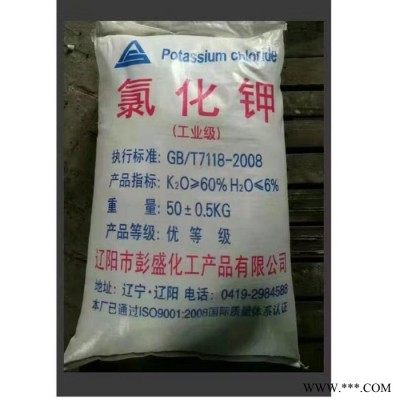 Potassium chloride
氯化钾
(工业级)
执行标准: GB/T7118-2008
产品指标: K₂O≥60% H₂O≤6%
重 量: 50±0.5KG
产品等级: 优 等 级
辽阳市彭盛化工产品有限公司
地址: 辽宁·辽阳 电话: 0419-2984588
本厂已通过ISO9001:2008国际质量体系认证
www.***.com